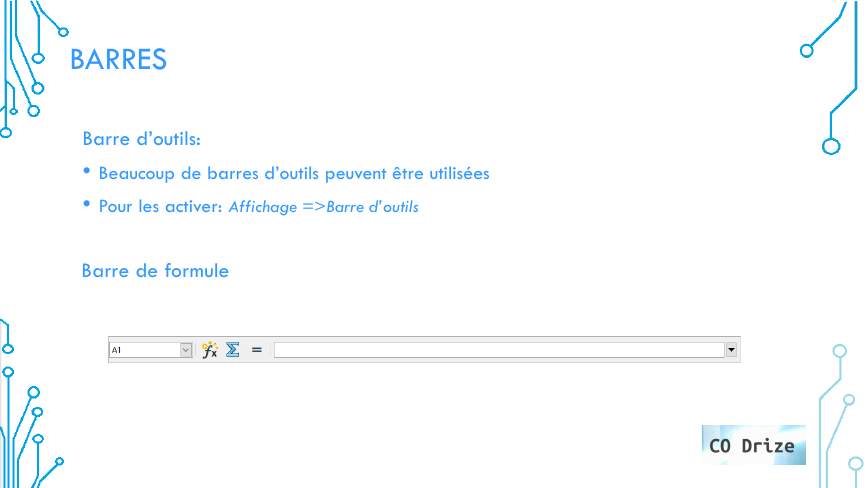 BARRES
Barre d’outils:
• Beaucoup de barres d’outils peuvent être utilisées
• Pour les activer: Affichage =>Barre d’outils
Barre de formule
A1 fx Σ =
CO Drize